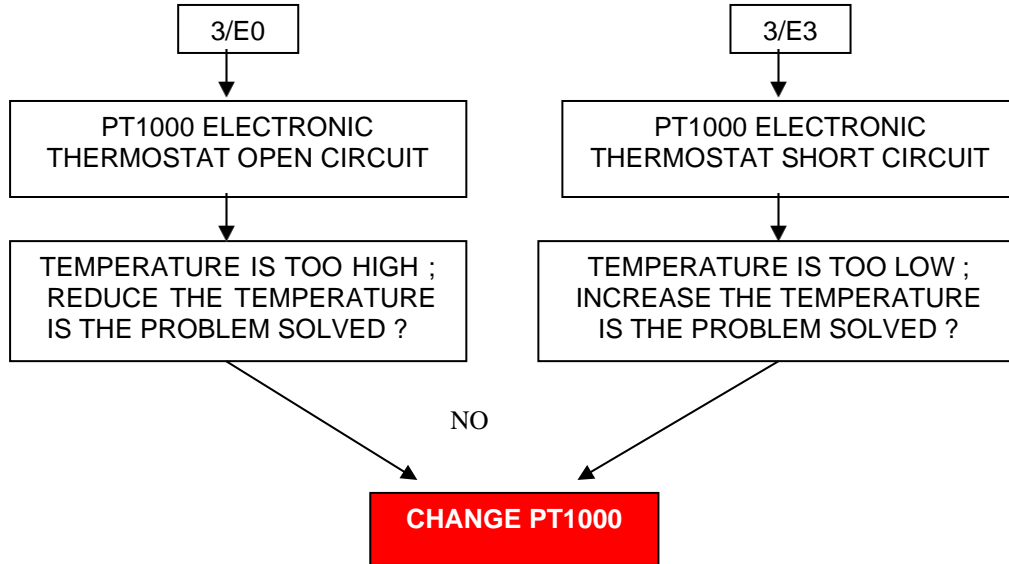 3/E0
PT1000 ELECTRONIC
THERMOSTAT OPEN CIRCUIT
TEMPERATURE IS TOO HIGH ;
REDUCE THE TEMPERATURE
IS THE PROBLEM SOLVED ?
3/E3
PT1000 ELECTRONIC
THERMOSTAT SHORT CIRCUIT
TEMPERATURE IS TOO LOW ;
INCREASE THE TEMPERATURE
IS THE PROBLEM SOLVED ?
NO
CHANGE PT1000